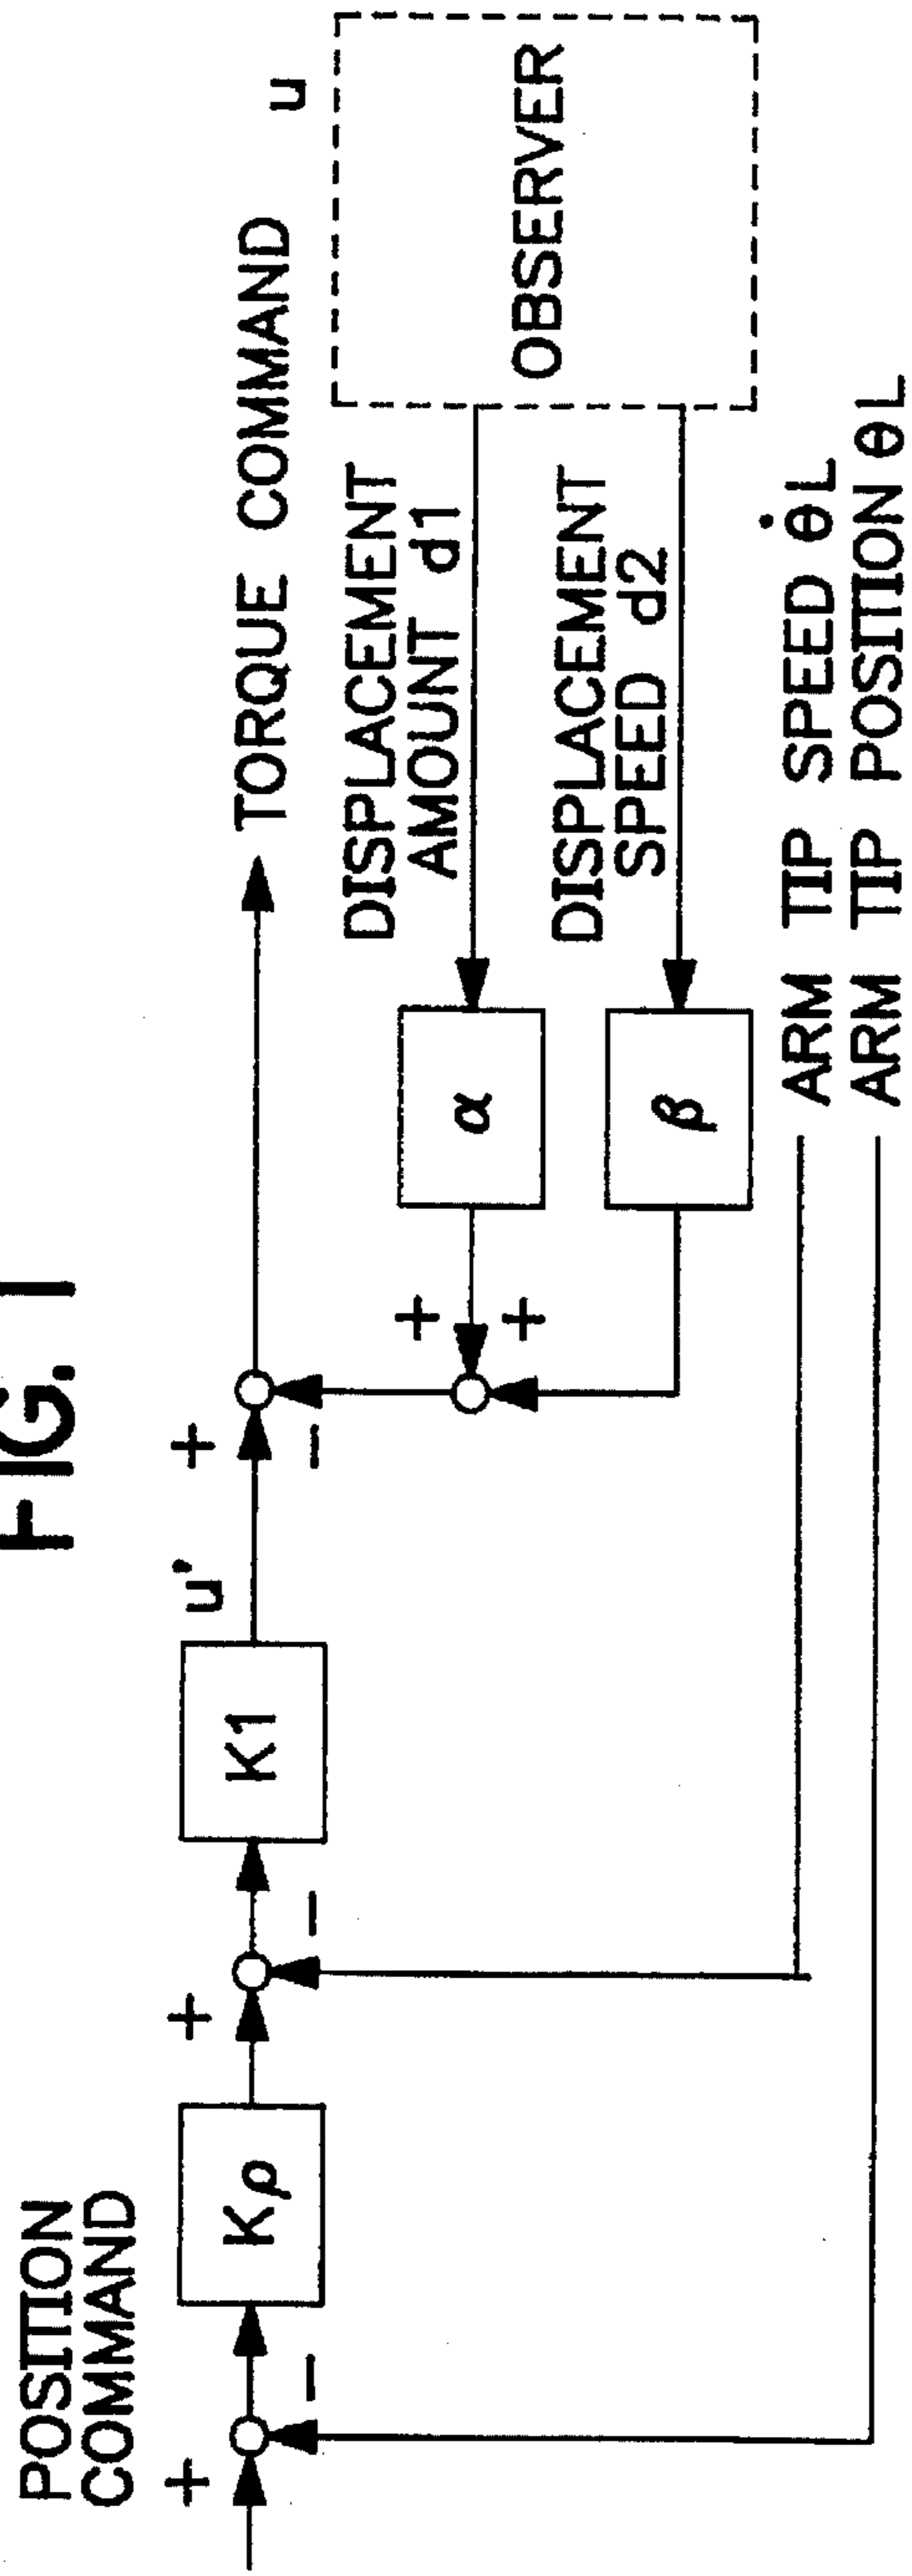 FIG. 1
POSITION
COMMAND
+
−
Kρ
+
−
K1
u'
+
−
TORQUE COMMAND u
+
+
α
β
DISPLACEMENT
AMOUNT d1
DISPLACEMENT
SPEED d2
OBSERVER
ARM TIP SPEED θ̇L
ARM TIP POSITION θL